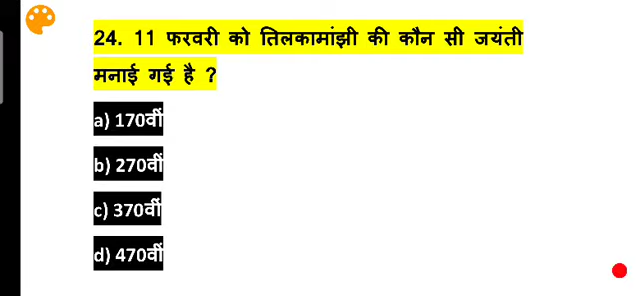 24. 11 फरवरी को तिलकामांझी की कौन सी जयंती
मनाई गई है ?
a) 170वीं
b) 270वीं
c) 370वीं
d) 470वीं